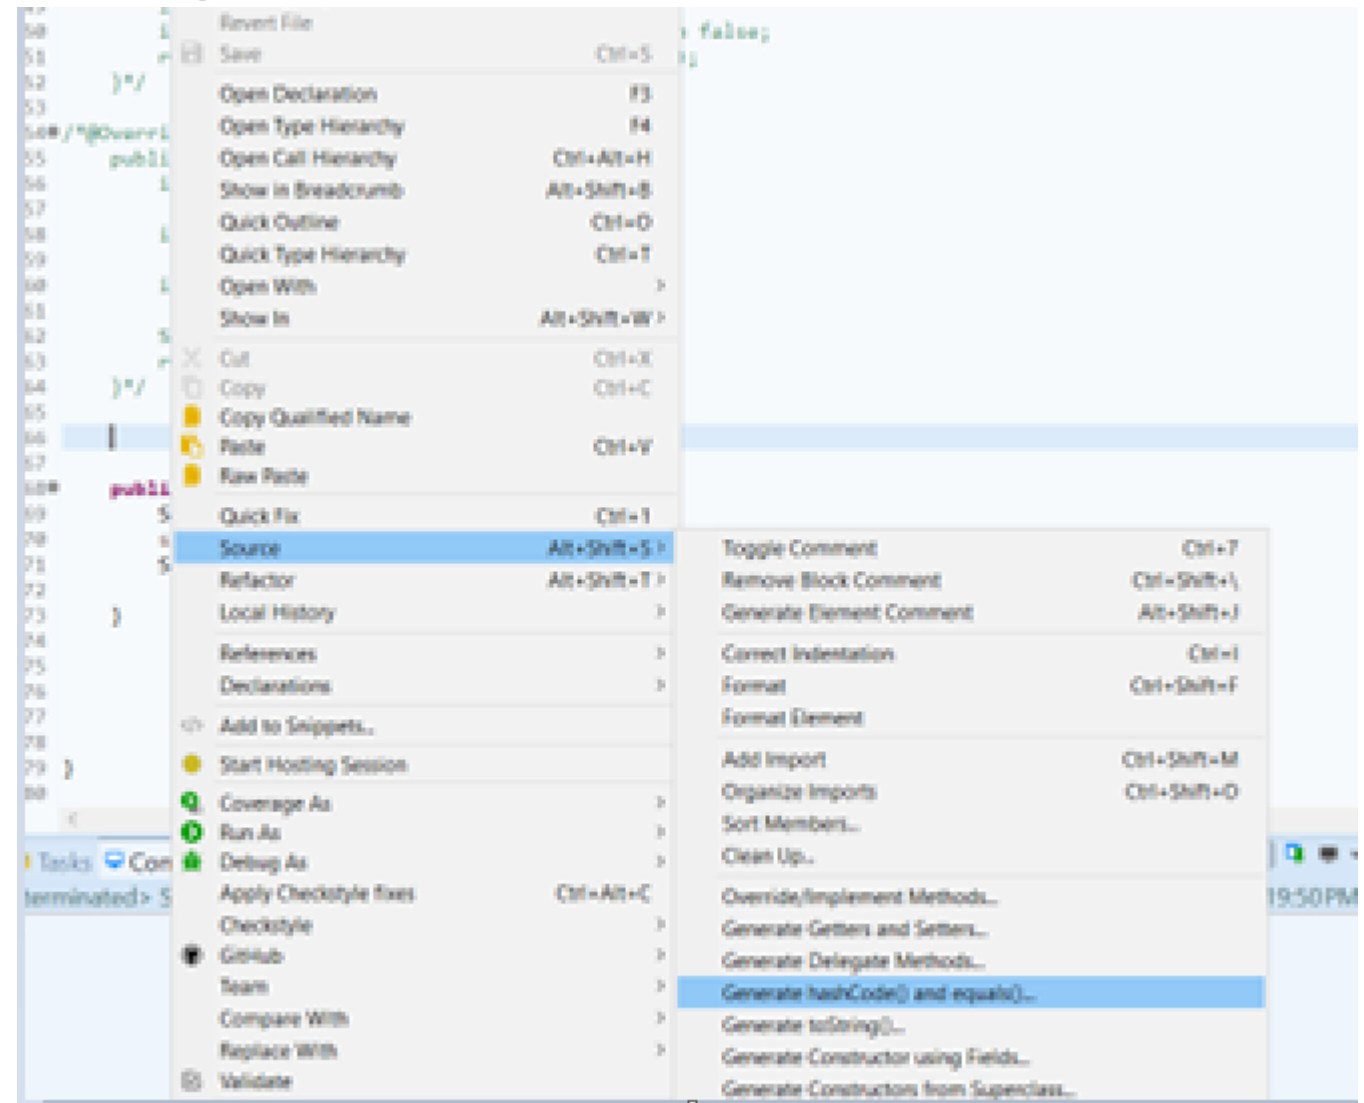 Revert File
false;
Save Ctrl+S
}*/
Open Declaration F3
Open Type Hierarchy F4
/*@Overri
Open Call Hierarchy Ctrl+Alt+H
publi
Show in Breadcrumb Alt+Shift+B
Quick Outline Ctrl+O
Quick Type Hierarchy Ctrl+T
Open With
Show In Alt+Shift+W
Cut Ctrl+X
Copy Ctrl+C
}*/
Copy Qualified Name
Paste Ctrl+V
Raw Paste
publi
Quick Fix Ctrl+1
Source Alt+Shift+S
Refactor Alt+Shift+T
Local History
}
References
Declarations
Add to Snippets...
Start Hosting Session
}
Coverage As
Run As
Debug As
Apply Checkstyle fixes Ctrl+Alt+C
Checkstyle
GitHub
Team
Compare With
Replace With
Validate
Toggle Comment Ctrl+7
Remove Block Comment Ctrl+Shift+\
Generate Element Comment Alt+Shift+J
Correct Indentation Ctrl+I
Format Ctrl+Shift+F
Format Element
Add Import Ctrl+Shift+M
Organize Imports Ctrl+Shift+O
Sort Members...
Clean Up...
Override/Implement Methods...
Generate Getters and Setters...
Generate Delegate Methods...
Generate hashCode() and equals()...
Generate toString()...
Generate Constructor using Fields...
Generate Constructors from Superclass...
Tasks Con
terminated> S
19:50 PM